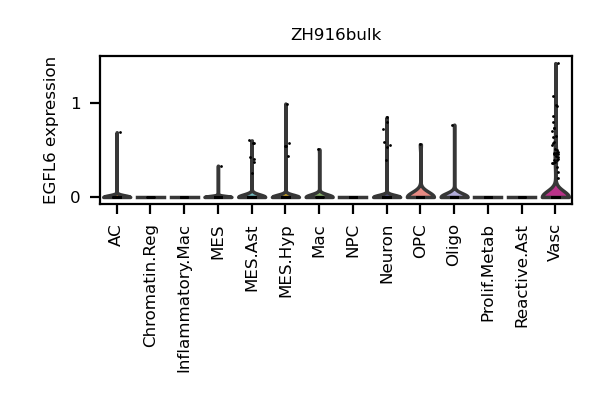 ZH916bulk
EGFL6 expression
1
0
AC
Chromatin.Reg
Inflammatory.Mac
MES
MES.Ast
MES.Hyp
Mac
NPC
Neuron
OPC
Oligo
Prolif.Metab
Reactive.Ast
Vasc